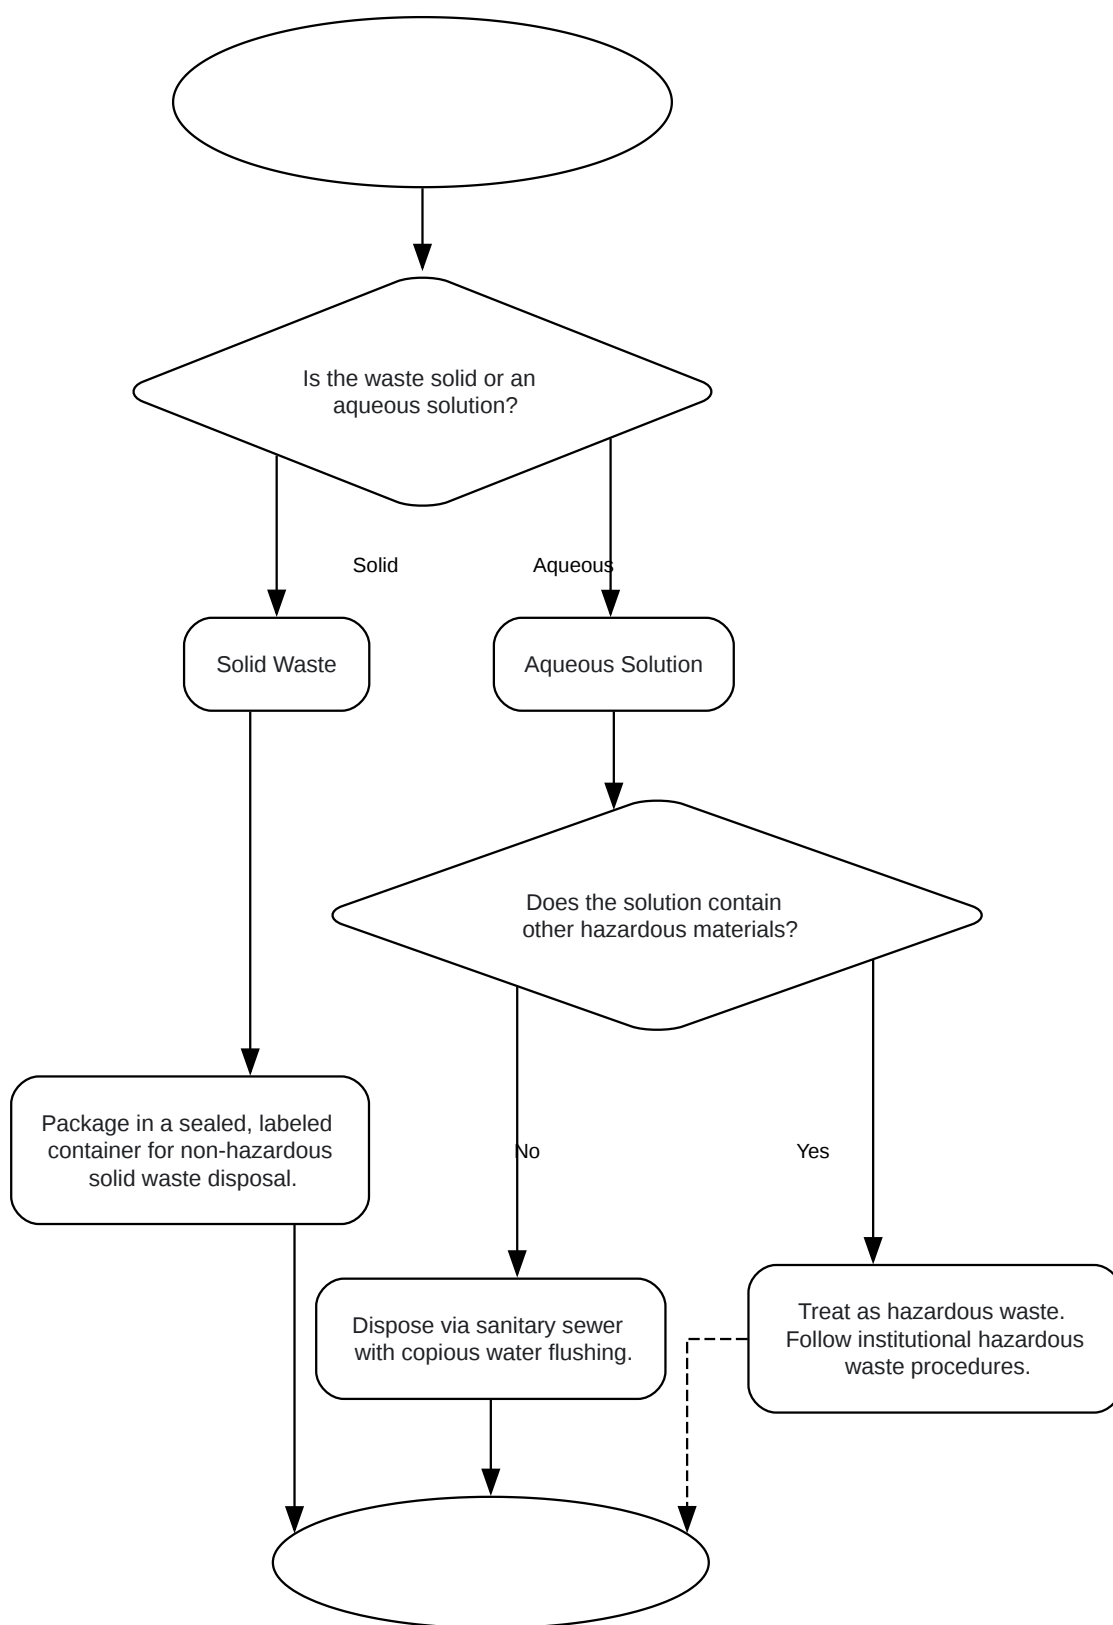 Is the waste solid or an
aqueous solution?
Solid
Aqueous
Solid Waste
Aqueous Solution
Does the solution contain
other hazardous materials?
Package in a sealed, labeled
container for non-hazardous
solid waste disposal.
No
Yes
Dispose via sanitary sewer
with copious water flushing.
Treat as hazardous waste.
Follow institutional hazardous
waste procedures.